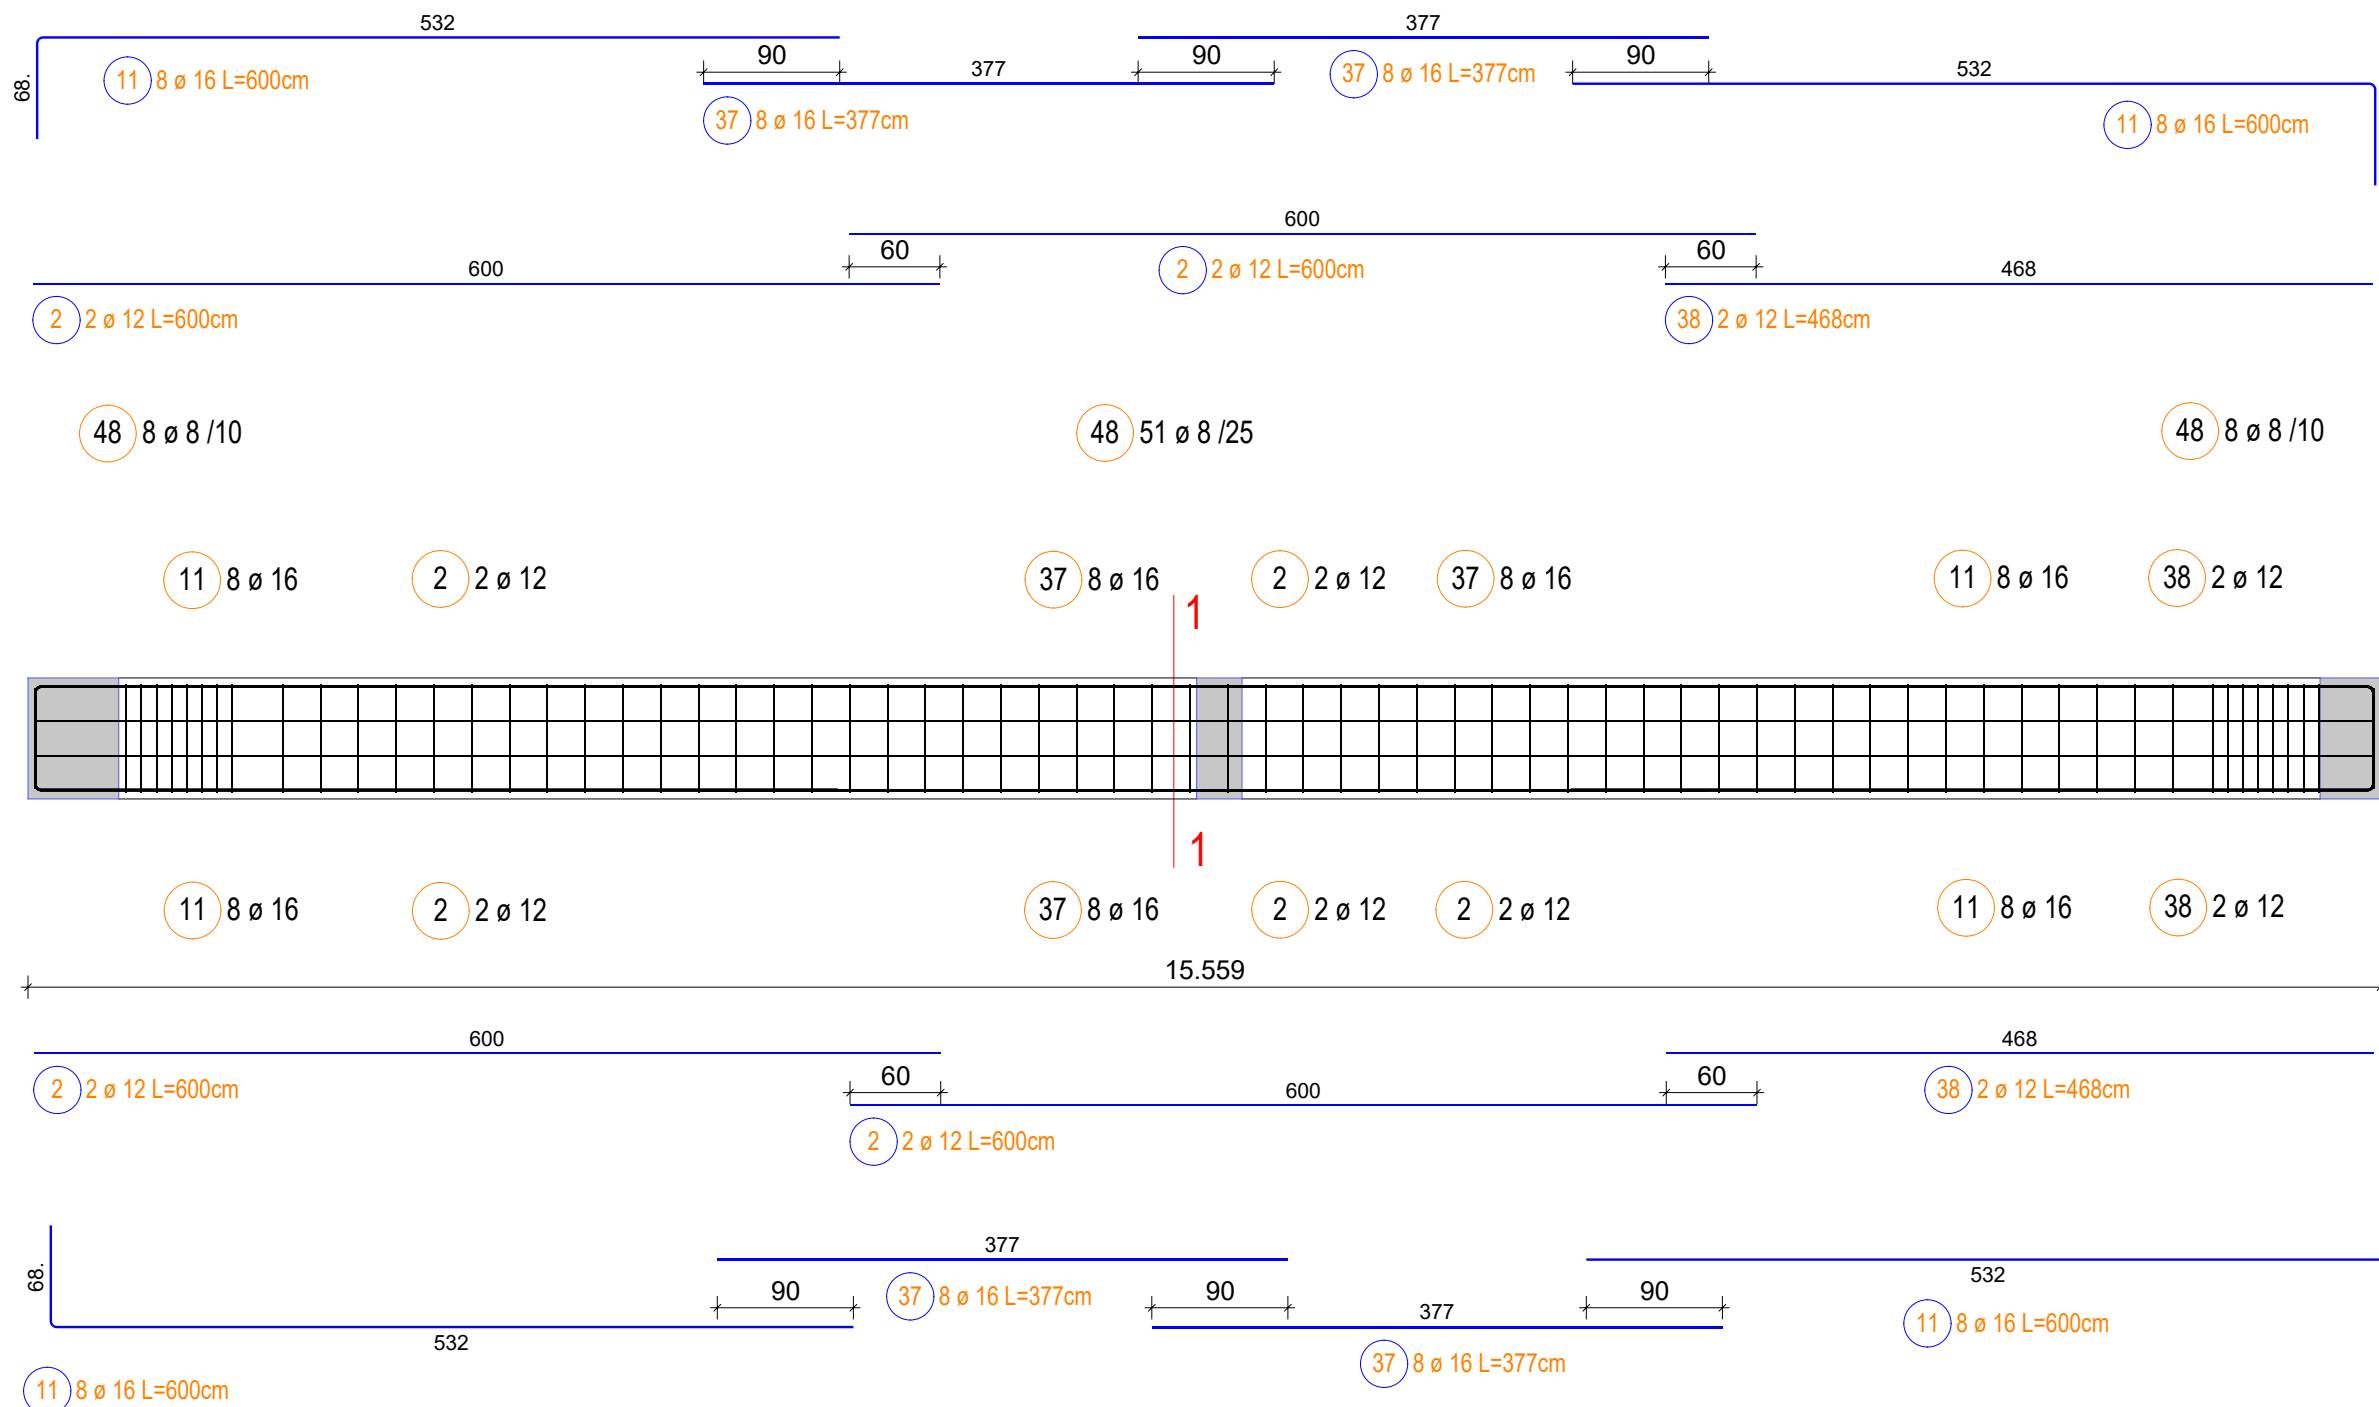 532
377
90
377
90
90
532
68.
11 8 ø 16 L=600cm
37 8 ø 16 L=377cm
37 8 ø 16 L=377cm
11 8 ø 16 L=600cm
600
60
60
600
468
2 2 ø 12 L=600cm
2 2 ø 12 L=600cm
38 2 ø 12 L=468cm
48 8 ø 8 /10
48 51 ø 8 /25
48 8 ø 8 /10
11 8 ø 16
2 2 ø 12
37 8 ø 16
2 2 ø 12
37 8 ø 16
11 8 ø 16
38 2 ø 12
1
1
11 8 ø 16
2 2 ø 12
37 8 ø 16
2 2 ø 12
2 2 ø 12
11 8 ø 16
38 2 ø 12
15.559
600
468
2 2 ø 12 L=600cm
60
600
60
38 2 ø 12 L=468cm
2 2 ø 12 L=600cm
377
68.
532
90
37 8 ø 16 L=377cm
90
377
90
532
11 8 ø 16 L=600cm
37 8 ø 16 L=377cm
11 8 ø 16 L=600cm